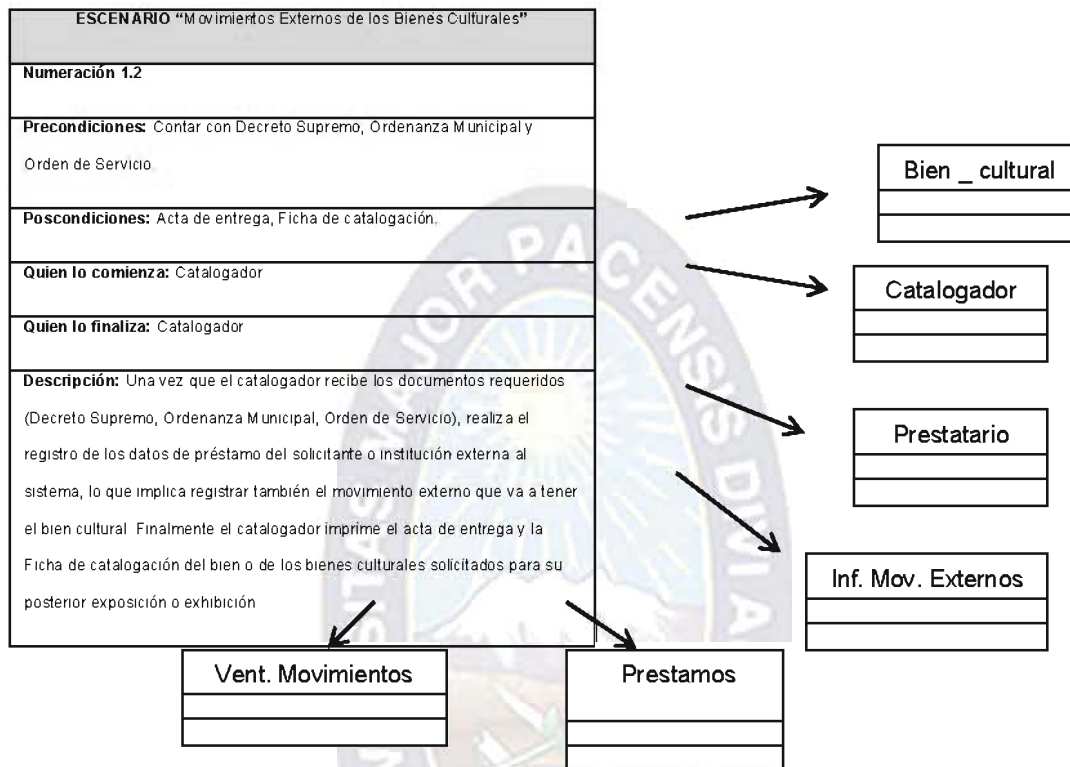 ESCENARIO “Movimientos Externos de los Bienes Culturales”
Numeración 1.2
Precondiciones: Contar con Decreto Supremo, Ordenanza Municipal y
Orden de Servicio
Poscondiciones: Acta de entrega, Ficha de catalogación.
Quien lo comienza: Catalogador
Quien lo finaliza: Catalogador
Descripción: Una vez que el catalogador recibe los documentos requeridos
(Decreto Supremo, Ordenanza Municipal, Orden de Servicio), realiza el
registro de los datos de préstamo del solicitante o institución externa al
sistema, lo que implica registrar también el movimiento externo que va a tener
el bien cultural Finalmente el catalogador imprime el acta de entrega y la
Ficha de catalogación del bien o de los bienes culturales solicitados para su
posterior exposición o exhibición
Bien _ cultural
Catalogador
Prestatario
Inf. Mov. Externos
Vent. Movimientos
Prestamos
MAJOR PACENSIS DIVI A